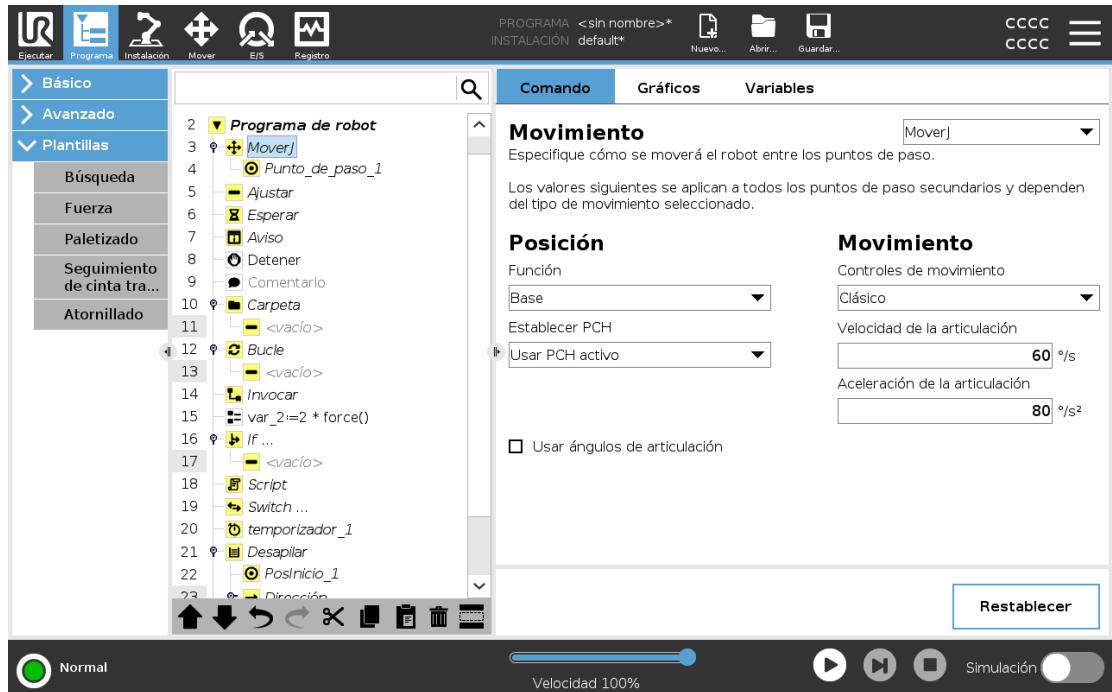 PROGRAMA <sin nombre>*
INSTALACIÓN default*
Ejecutar
Programa
Instalación
Mover
E/S
Registro
Nuevo...
Abrir...
Guardar...
CCCC
CCCC
Básico
Avanzado
Plantillas
Búsqueda
Fuerza
Paletizado
Seguimiento
de cinta tra...
Atornillado
2 Programa de robot
3 MoverJ
4 Punto_de_paso_1
5 Ajustar
6 Esperar
7 Aviso
8 Detener
9 Comentario
10 Carpeta
11 <vacío>
12 Bucle
13 <vacío>
14 Invocar
15 var_2:=2 * force()
16 If ...
17 <vacío>
18 Script
19 Switch ...
20 temporizador_1
21 Desapilar
22 PosInicio_1
23 Dirección
Comando
Gráficos
Variables
Movimiento
MoverJ
Especifique cómo se moverá el robot entre los puntos de paso.
Los valores siguientes se aplican a todos los puntos de paso secundarios y dependen
del tipo de movimiento seleccionado.
Posición
Función
Base
Establecer PCH
Usar PCH activo
Usar ángulos de articulación
Movimiento
Controles de movimiento
Clásico
Velocidad de la articulación
60 °/s
Aceleración de la articulación
80 °/s²
Restablecer
Normal
Velocidad 100%
Simulación